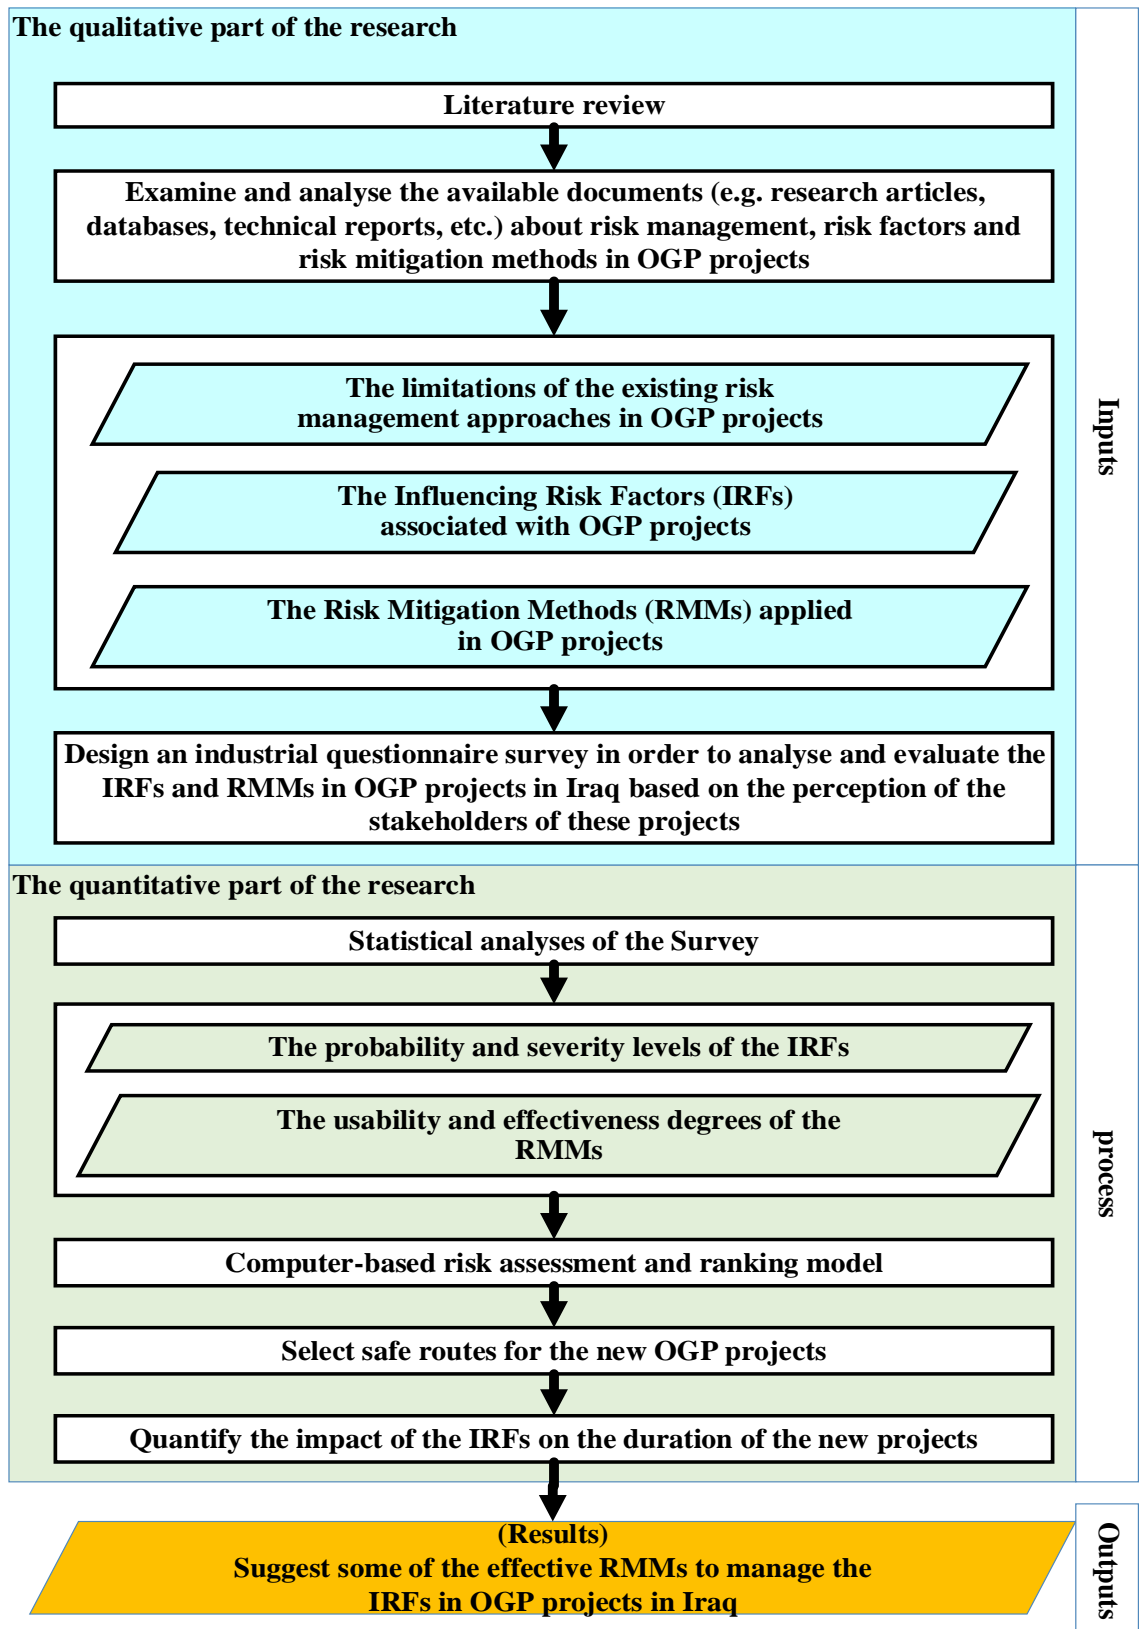 The qualitative part of the research
Literature review
Examine and analyse the available documents (e.g. research articles,
databases, technical reports, etc.) about risk management, risk factors and
risk mitigation methods in OGP projects
The limitations of the existing risk
management approaches in OGP projects
The Influencing Risk Factors (IRFs)
associated with OGP projects
The Risk Mitigation Methods (RMMs) applied
in OGP projects
Design an industrial questionnaire survey in order to analyse and evaluate the
IRFs and RMMs in OGP projects in Iraq based on the perception of the
stakeholders of these projects
Inputs
The quantitative part of the research
Statistical analyses of the Survey
The probability and severity levels of the IRFs
The usability and effectiveness degrees of the
RMMs
Computer-based risk assessment and ranking model
Select safe routes for the new OGP projects
Quantify the impact of the IRFs on the duration of the new projects
process
(Results)
Suggest some of the effective RMMs to manage the
IRFs in OGP projects in Iraq
Outputs